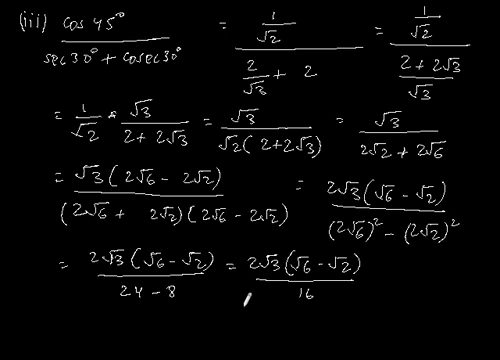 (iii) cos 45° / (sec 30° + cosec 30°) = (1/√2) / (2/√3 + 2) = (1/√2) / ((2 + 2√3)/√3)
= 1/√2 * √3/(2 + 2√3) = √3/(√2(2 + 2√3)) = √3/(2√2 + 2√6)
= √3(2√6 - 2√2) / ((2√6 + 2√2)(2√6 - 2√2)) = 2√3(√6 - √2) / ((2√6)² - (2√2)²)
= 2√3(√6 - √2) / (24 - 8) = 2√3(√6 - √2) / 16